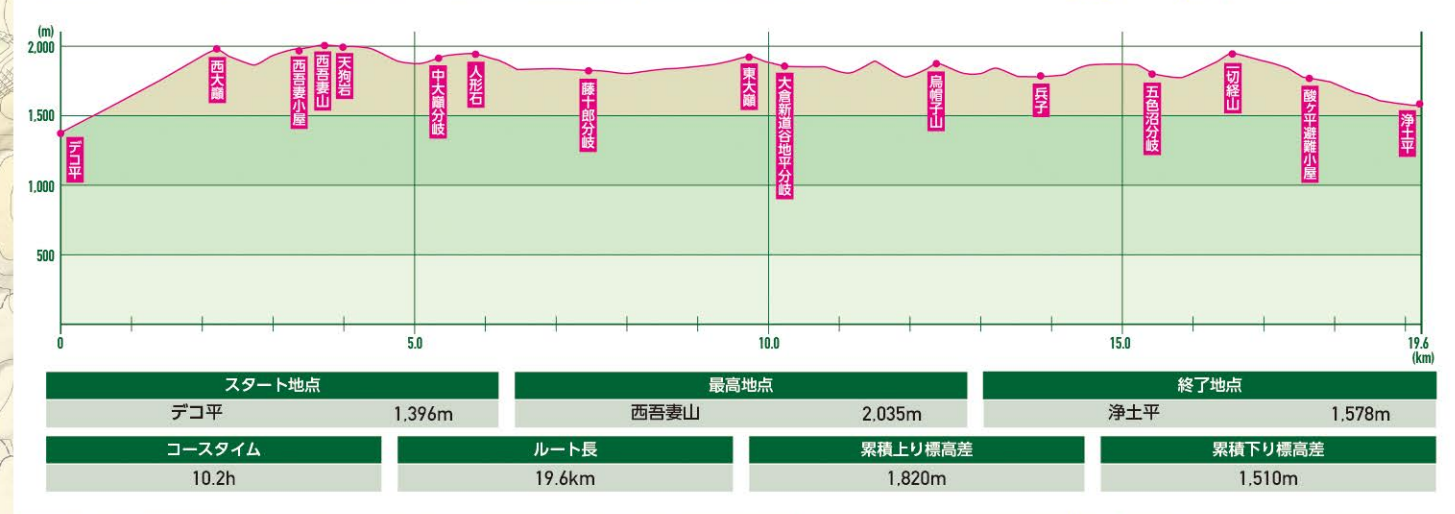 (m)
2,000
1,500
1,000
500
デコ平
西大巓
西吾妻小屋
西吾妻山
天狗岩
中大巓分岐
人形石
藤十郎分岐
東大巓
大倉新道谷地平分岐
烏帽子山
兵子
五色沼分岐
切経山
酸ヶ平避難小屋
浄土平
0
5.0
10.0
15.0
19.6
(km)
スタート地点
デコ平 1,396m
最高地点
西吾妻山 2,035m
終了地点
浄土平 1,578m
コースタイム
10.2h
ルート長
19.6km
累積上り標高差
1,820m
累積下り標高差
1,510m